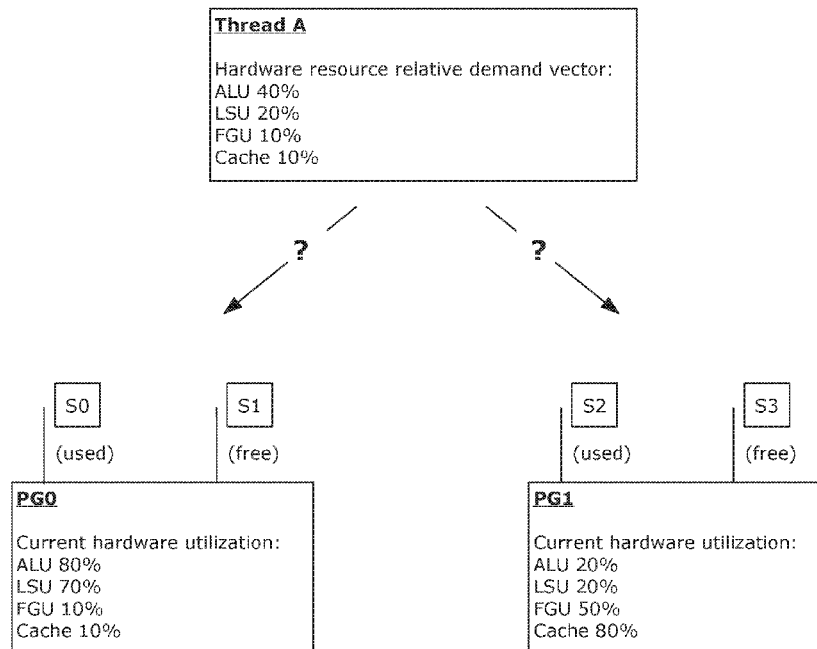 Thread A
Hardware resource relative demand vector:
ALU 40%
LSU 20%
FGU 10%
Cache 10%
? ?
S0 S1 S2 S3
(used) (free) (used) (free)
PG0
Current hardware utilization:
ALU 80%
LSU 70%
FGU 10%
Cache 10%
PG1
Current hardware utilization:
ALU 20%
LSU 20%
FGU 50%
Cache 80%